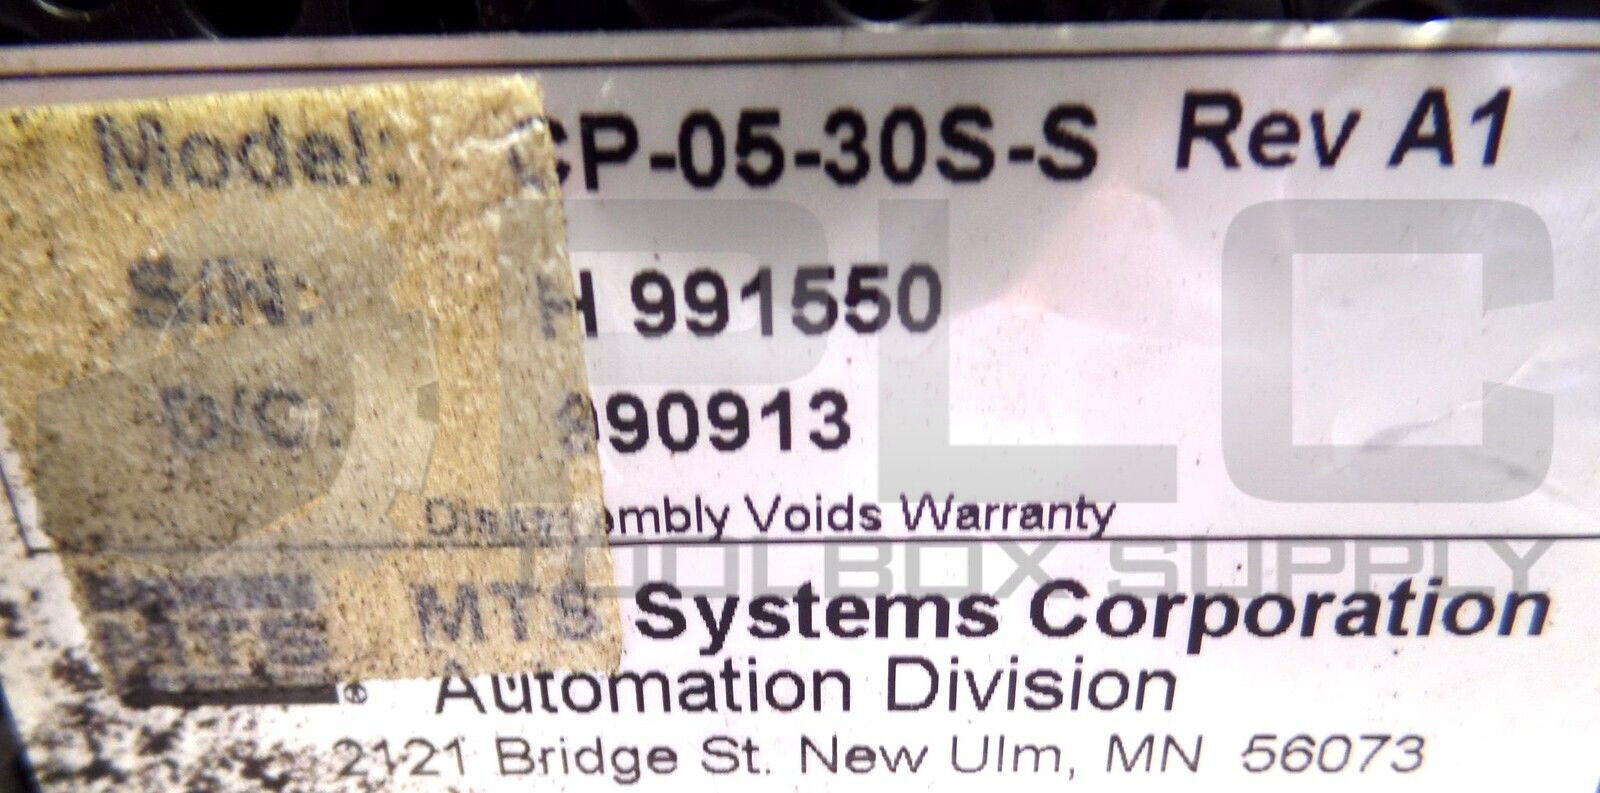 Model: CP-05-30S-S Rev A1
S/N: H 991550
D/C: 990913
Disassembly Voids Warranty
MTS MTS Systems Corporation
® Automation Division
2121 Bridge St. New Ulm, MN 56073
PLC
TOOLBOX SUPPLY